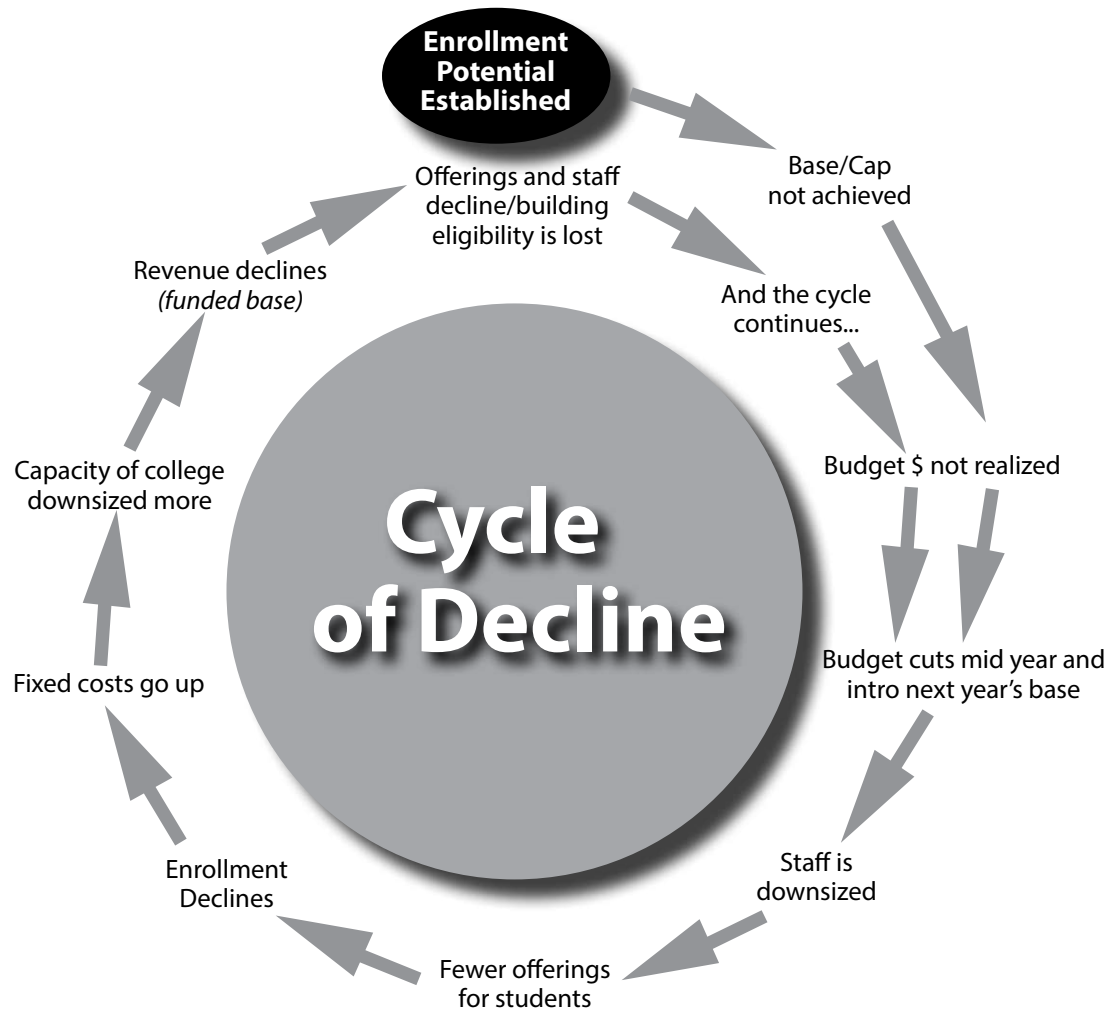 Enrollment
Potential
Established
Base/Cap
not achieved
Offerings and staff
decline/building
eligibility is lost
And the cycle
continues...
Budget $ not realized
Budget cuts mid year and
intro next year's base
Staff is
downsized
Fewer offerings
for students
Enrollment
Declines
Fixed costs go up
Capacity of college
downsized more
Revenue declines
(funded base)
Cycle
of Decline